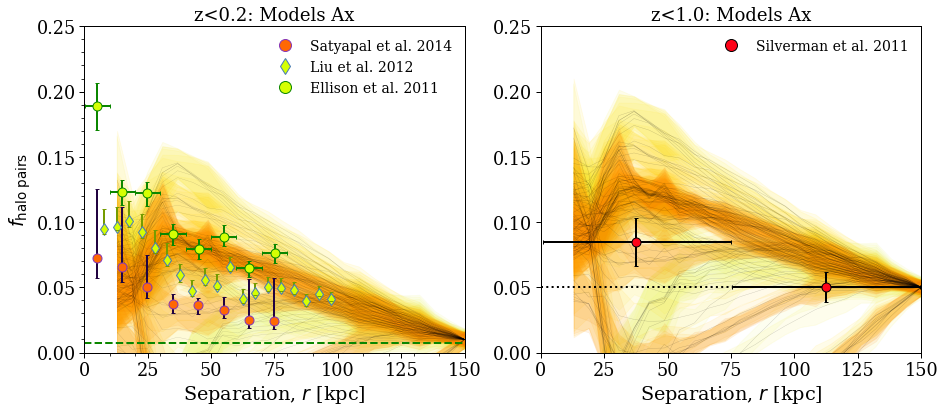 z<0.2: Models Ax
0.25
0.20
0.15
0.10
0.05
0.00
f_halo pairs
Satyapal et al. 2014
Liu et al. 2012
Ellison et al. 2011
0 25 50 75 100 125 150
Separation, r [kpc]
z<1.0: Models Ax
0.25
0.20
0.15
0.10
0.05
0.00
Silverman et al. 2011
0 25 50 75 100 125 150
Separation, r [kpc]